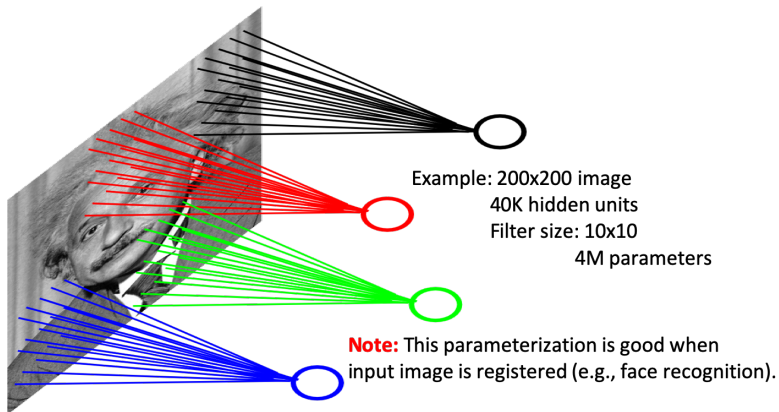 Example: 200x200 image
40K hidden units
Filter size: 10x10
4M parameters
Note: This parameterization is good when
input image is registered (e.g., face recognition).